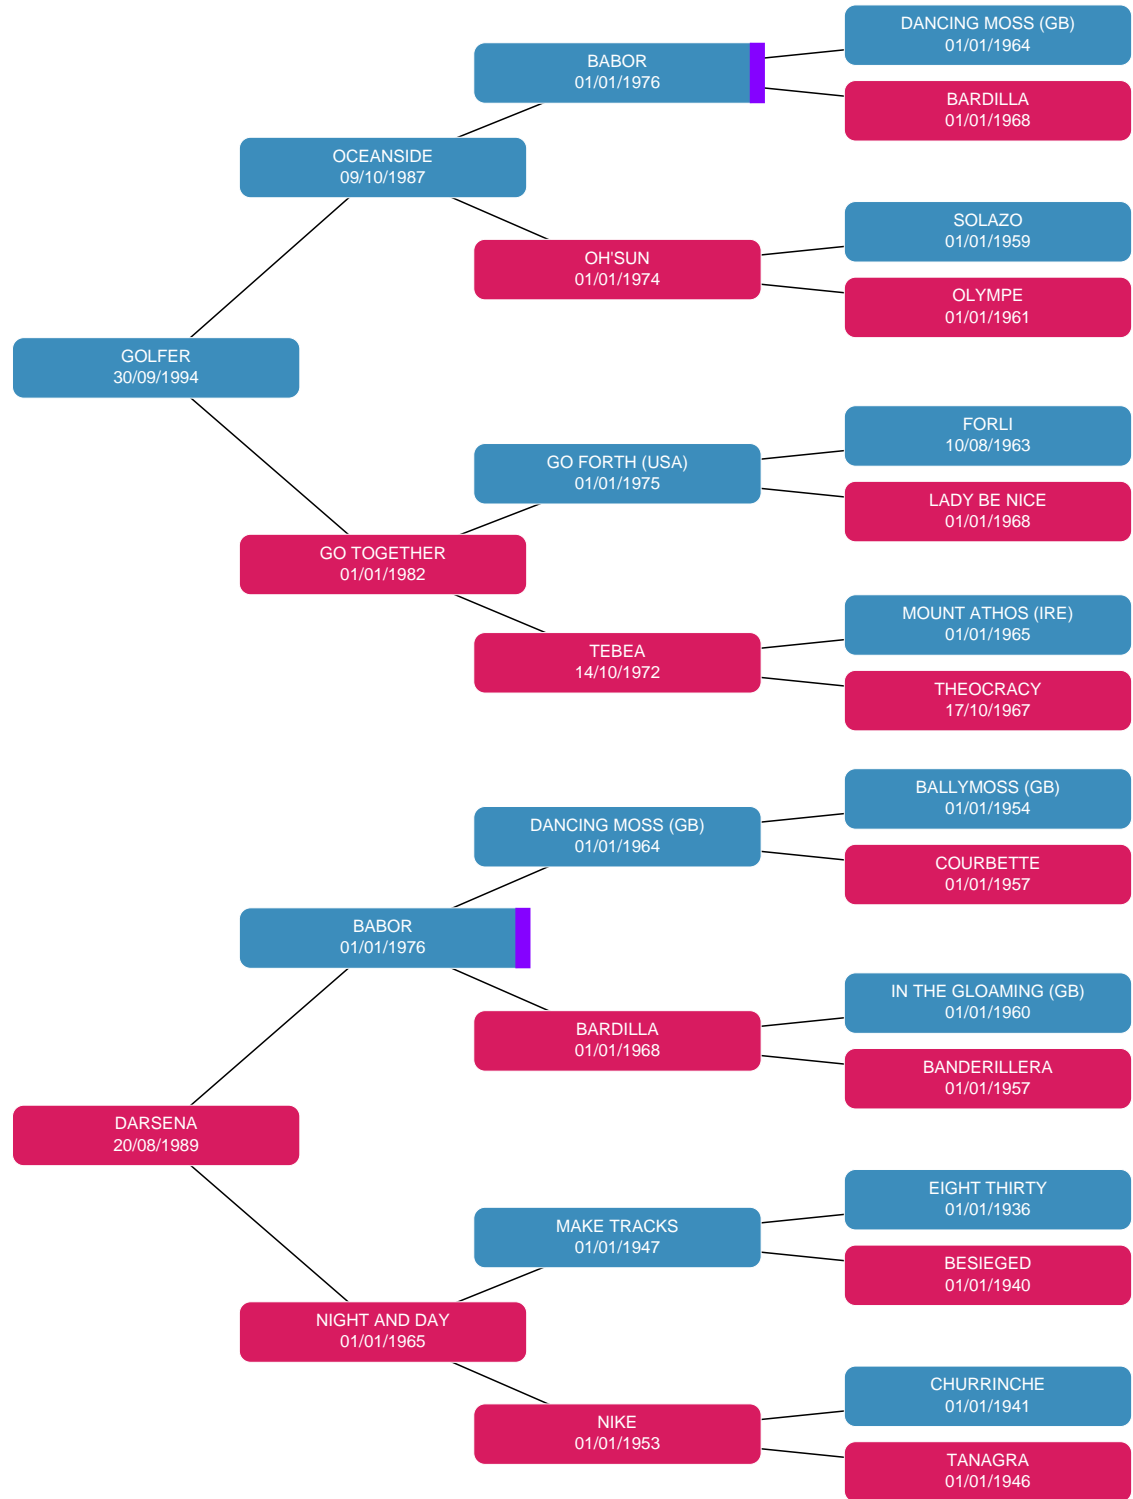 DANCING MOSS (GB)
01/01/1964
BABOR
01/01/1976
BARDILLA
01/01/1968
OCEANSIDE
09/10/1987
SOLAZO
01/01/1959
OH'SUN
01/01/1974
OLYMPE
01/01/1961
GOLFER
30/09/1994
FORLI
10/08/1963
GO FORTH (USA)
01/01/1975
LADY BE NICE
01/01/1968
GO TOGETHER
01/01/1982
MOUNT ATHOS (IRE)
01/01/1965
TEBEA
14/10/1972
THEOCRACY
17/10/1967
BALLYMOSS (GB)
01/01/1954
DANCING MOSS (GB)
01/01/1964
COURBETTE
01/01/1957
BABOR
01/01/1976
IN THE GLOAMING (GB)
01/01/1960
BARDILLA
01/01/1968
BANDERILLERA
01/01/1957
DARSENA
20/08/1989
EIGHT THIRTY
01/01/1936
MAKE TRACKS
01/01/1947
BESIEGED
01/01/1940
NIGHT AND DAY
01/01/1965
CHURRINCHE
01/01/1941
NIKE
01/01/1953
TANAGRA
01/01/1946